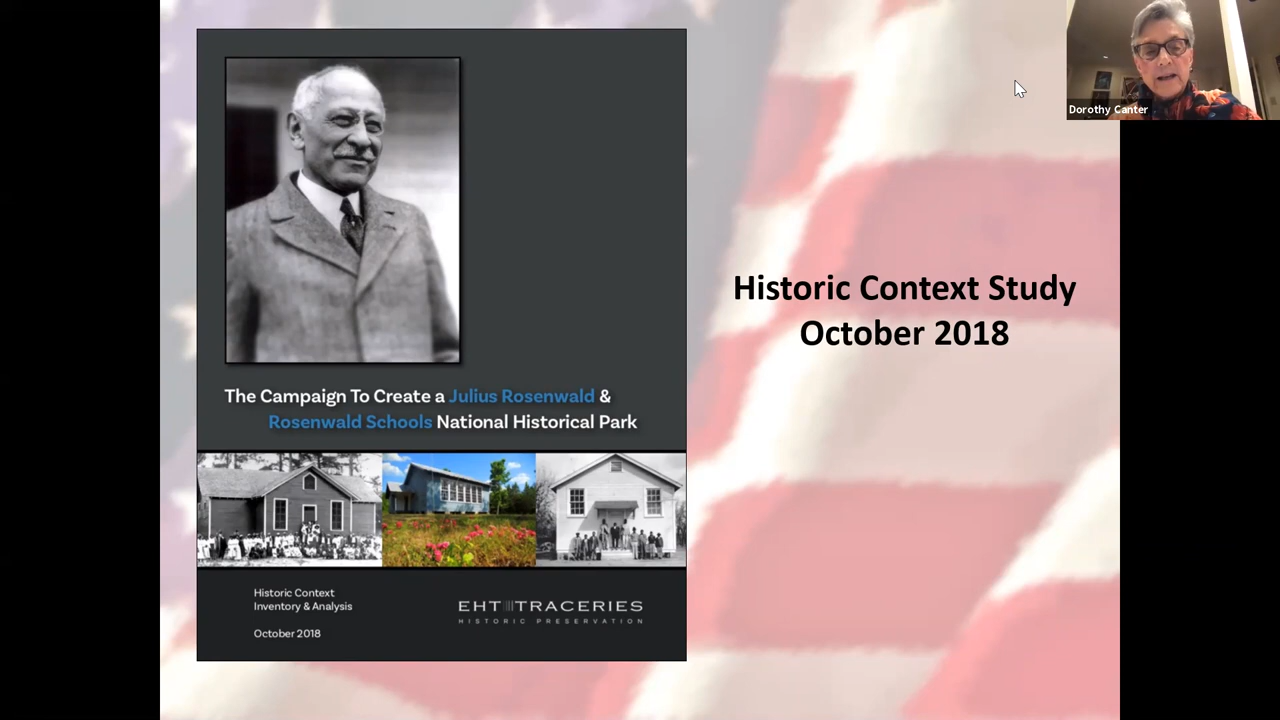 Dorothy Canter
Historic Context Study
October 2018
The Campaign To Create a Julius Rosenwald &
Rosenwald Schools National Historical Park
Historic Context
Inventory & Analysis
October 2018
EHT TRACERIES
HISTORIC PRESERVATION